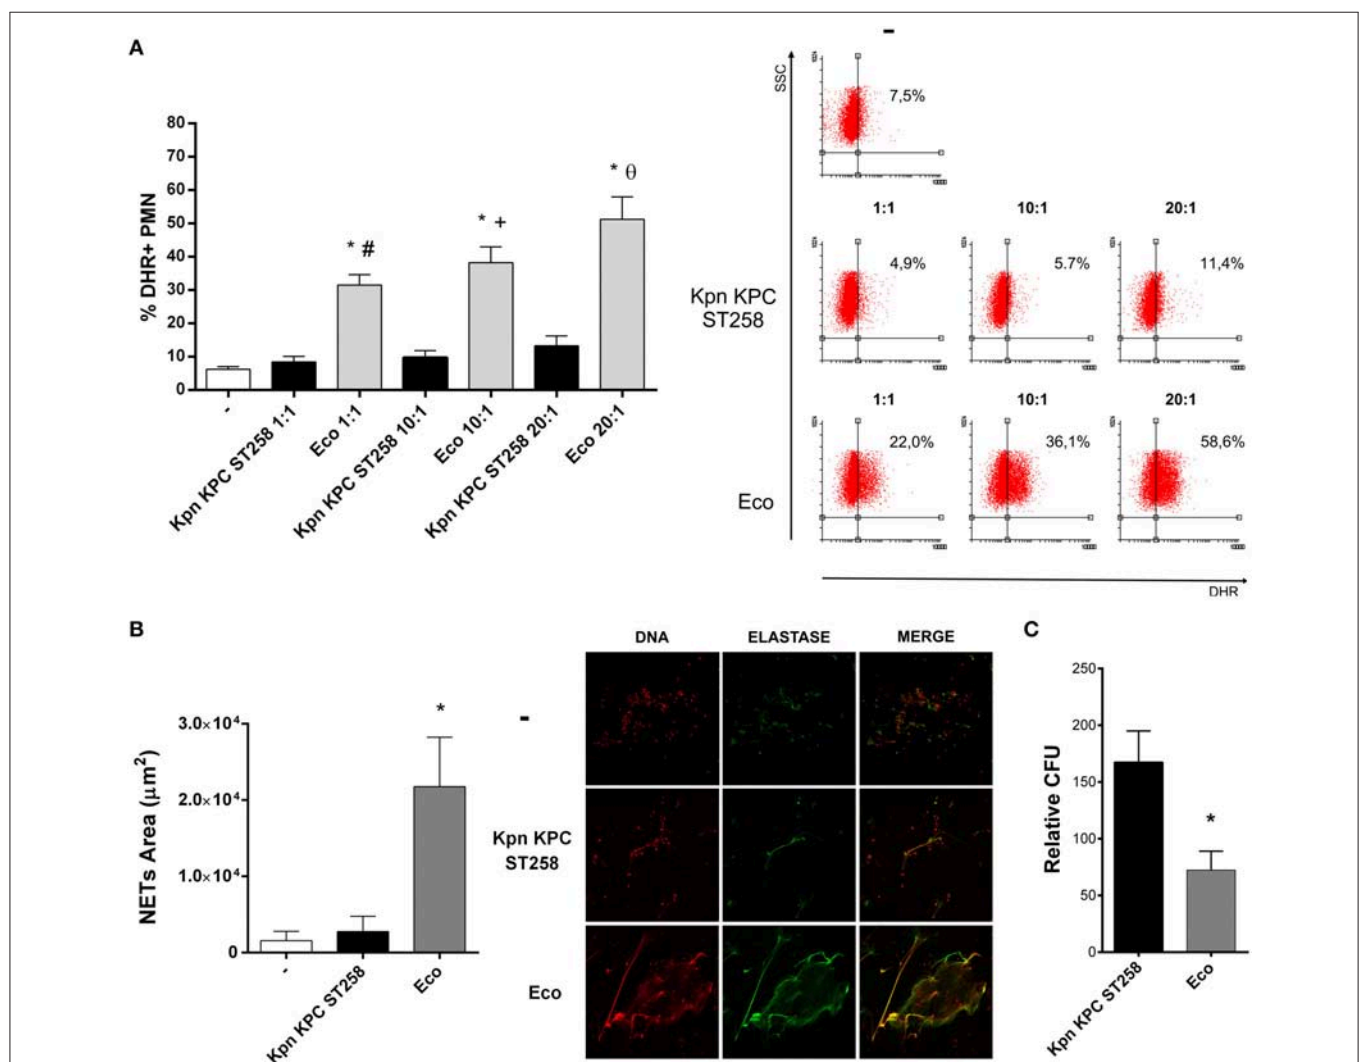 A
% DHR+ PMN
80
70
60
50
40
30
20
10
0
* #
* +
* θ
-
Kpn KPC ST258 1:1
Eco 1:1
Kpn KPC ST258 10:1
Eco 10:1
Kpn KPC ST258 20:1
Eco 20:1
-
SSC
7,5%
1:1
10:1
20:1
Kpn KPC
ST258
4,9%
5.7%
11,4%
1:1
10:1
20:1
Eco
22,0%
36,1%
58,6%
DHR
B
NETs Area (µm²)
3.0×10⁴
2.0×10⁴
1.0×10⁴
0
*
-
Kpn KPC ST258
Eco
DNA
ELASTASE
MERGE
-
Kpn KPC
ST258
Eco
C
Relative CFU
250
200
150
100
50
0
*
Kpn KPC ST258
Eco